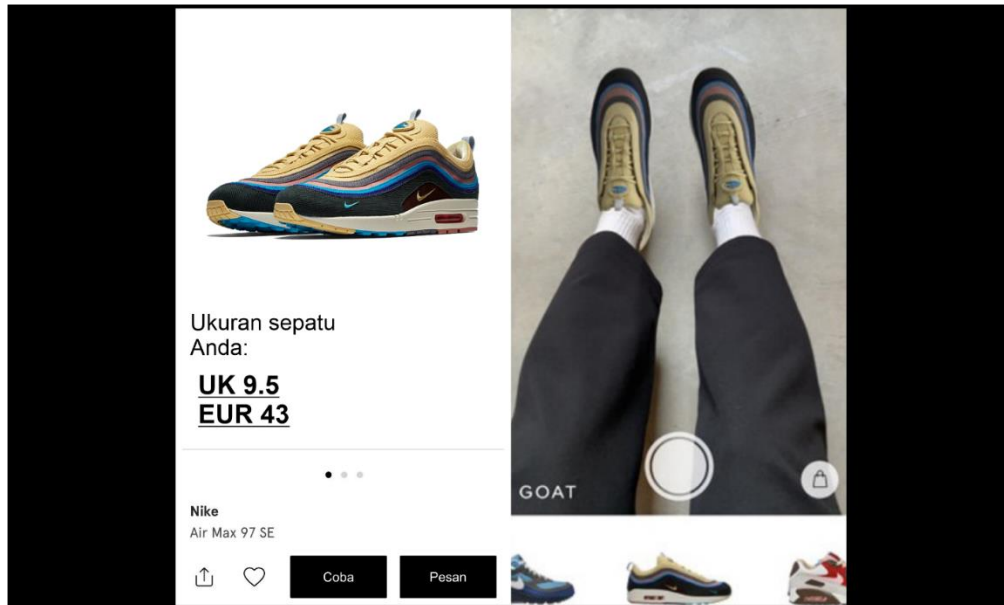 Ukuran sepatu
Anda:
UK 9.5
EUR 43
Nike
Air Max 97 SE
Coba
Pesan
GOAT